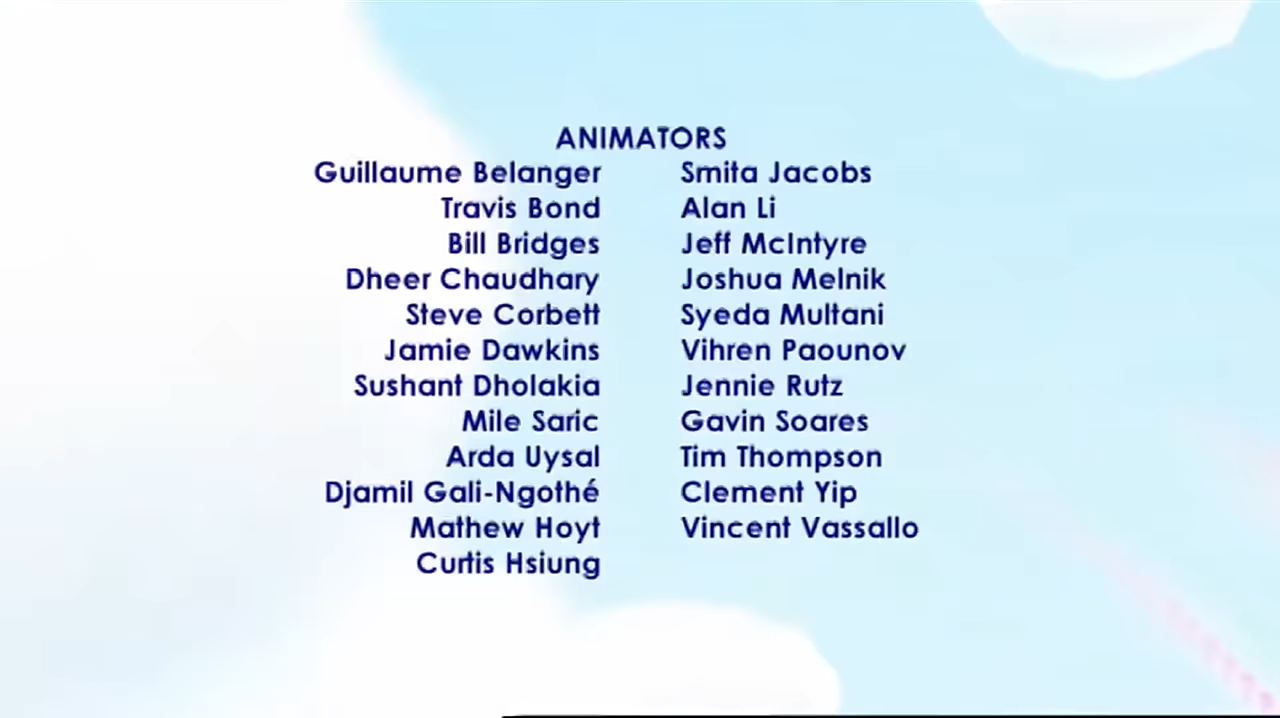 ANIMATORS
Guillaume Belanger Smita Jacobs
Travis Bond Alan Li
Bill Bridges Jeff McIntyre
Dheer Chaudhary Joshua Melnik
Steve Corbett Syeda Multani
Jamie Dawkins Vihren Paounov
Sushant Dholakia Jennie Rutz
Mile Saric Gavin Soares
Arda Uysal Tim Thompson
Djamil Gali-Ngothé Clement Yip
Mathew Hoyt Vincent Vassallo
Curtis Hsiung